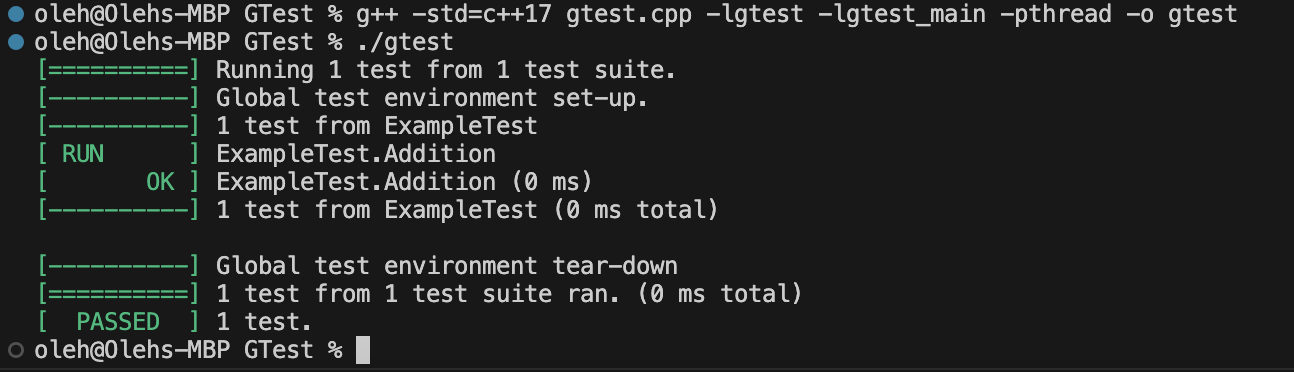 oleh@Olehs-MBP GTest % g++ -std=c++17 gtest.cpp -lgtest -lgtest_main -pthread -o gtest
oleh@Olehs-MBP GTest % ./gtest
[==========] Running 1 test from 1 test suite.
[----------] Global test environment set-up.
[----------] 1 test from ExampleTest
[ RUN      ] ExampleTest.Addition
[       OK ] ExampleTest.Addition (0 ms)
[----------] 1 test from ExampleTest (0 ms total)
[----------] Global test environment tear-down
[==========] 1 test from 1 test suite ran. (0 ms total)
[  PASSED  ] 1 test.
oleh@Olehs-MBP GTest %